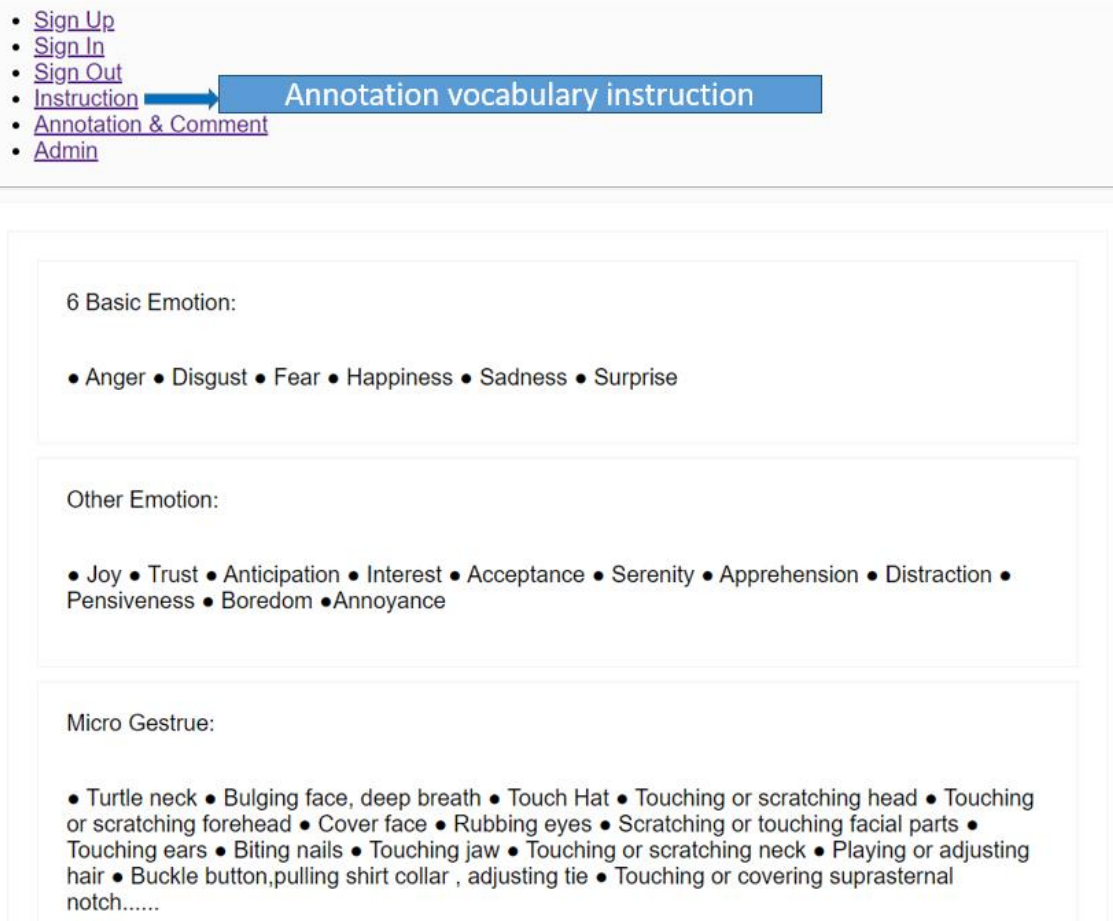 • Sign Up
• Sign In
• Sign Out
• Instruction
Annotation vocabulary instruction
• Annotation & Comment
• Admin
6 Basic Emotion:
● Anger ● Disgust ● Fear ● Happiness ● Sadness ● Surprise
Other Emotion:
● Joy ● Trust ● Anticipation ● Interest ● Acceptance ● Serenity ● Apprehension ● Distraction ●
Pensiveness ● Boredom ●Annoyance
Micro Gestrue:
● Turtle neck ● Bulging face, deep breath ● Touch Hat ● Touching or scratching head ● Touching
or scratching forehead ● Cover face ● Rubbing eyes ● Scratching or touching facial parts ●
Touching ears ● Biting nails ● Touching jaw ● Touching or scratching neck ● Playing or adjusting
hair ● Buckle button,pulling shirt collar , adjusting tie ● Touching or covering suprasternal
notch......